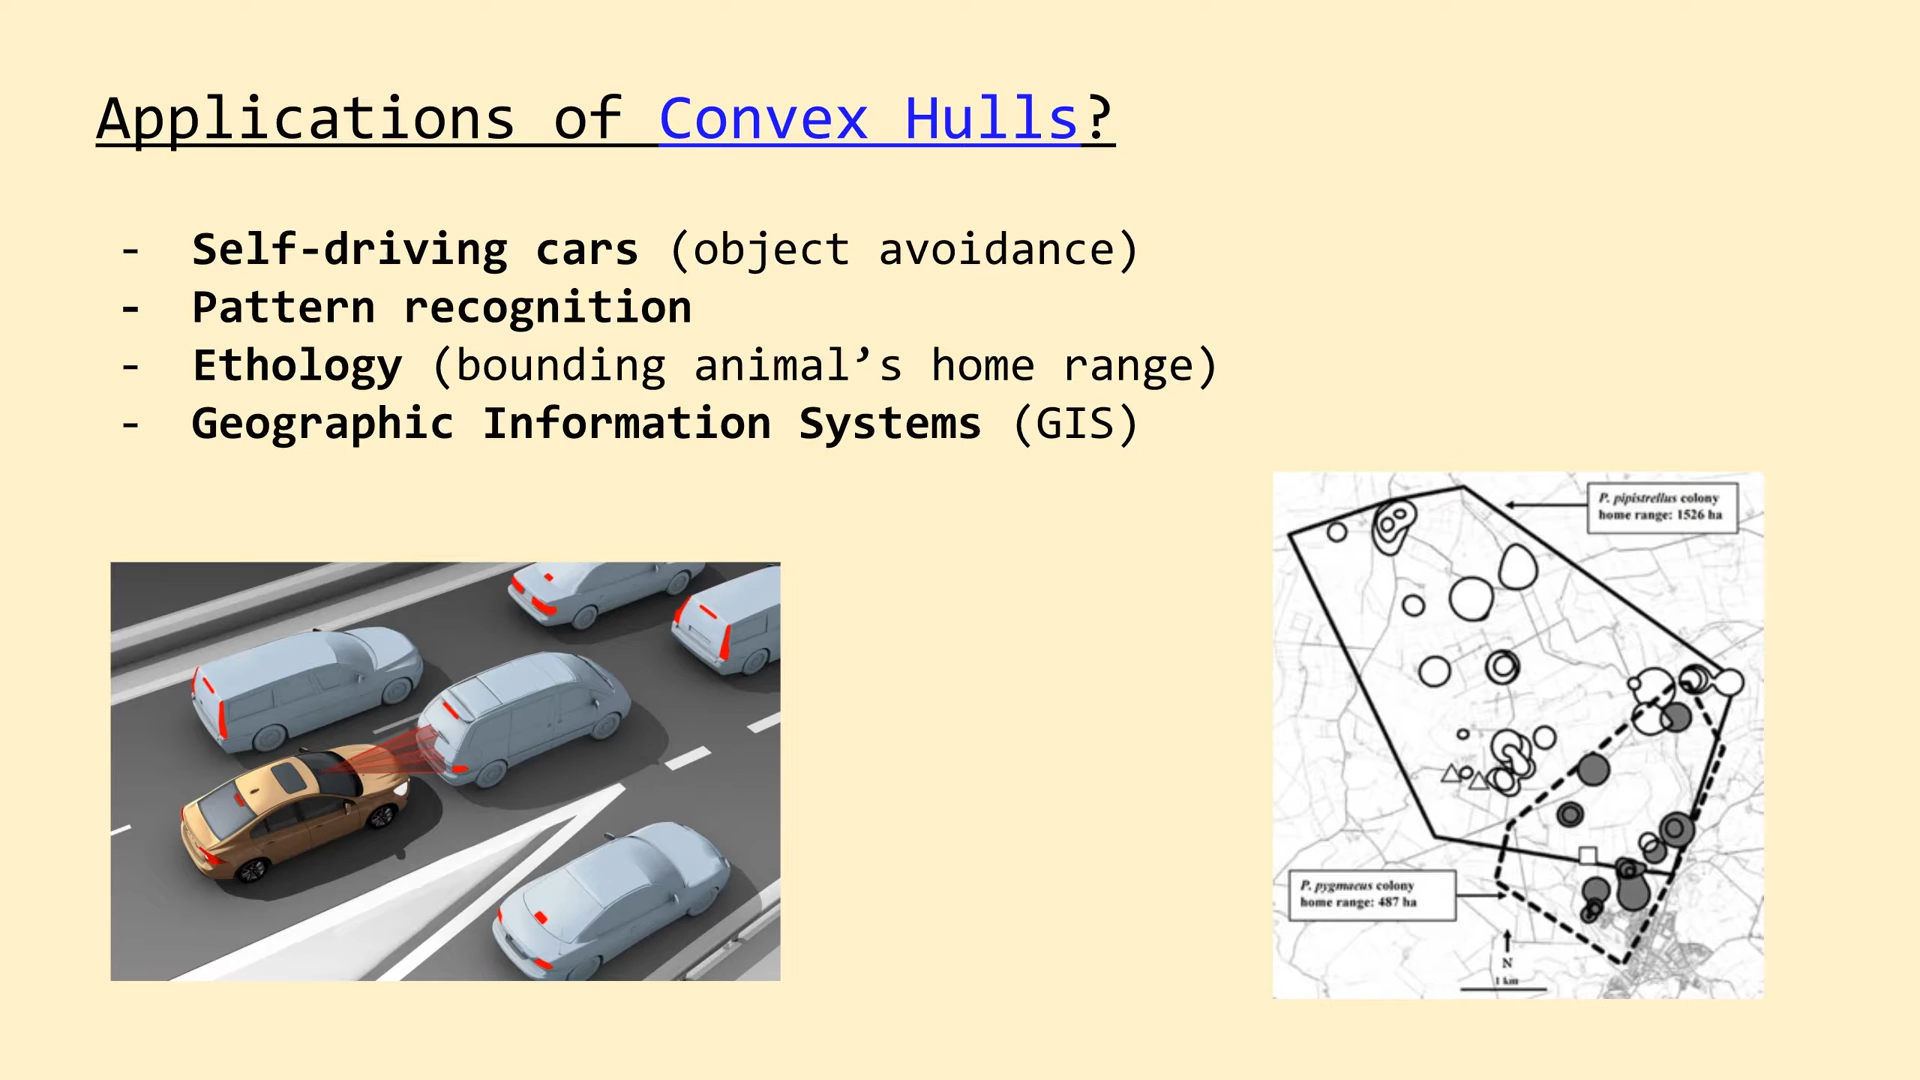 Applications of Convex Hulls?
- Self-driving cars (object avoidance)
- Pattern recognition
- Ethology (bounding animal’s home range)
- Geographic Information Systems (GIS)
P. pipistrellus colony
home range: 1526 ha
P. pygmaeus colony
home range: 487 ha
N
1 km